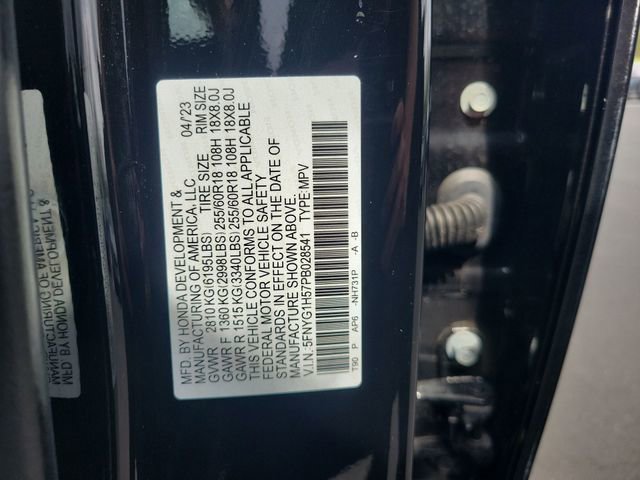 MFD.BY HONDA DEVELOPMENT &
MANUFACTURING OF AMERICA, LLC. 04/23
GVWR 2810 KG(6195LBS) TIRE SIZE RIM SIZE
GAWR F 1360 KG(2998LBS)255/60R18 108H 18X8.0J
GAWR R 1515 KG(3340LBS)255/60R18 108H 18X8.0J
THIS VEHICLE CONFORMS TO ALL APPLICABLE
FEDERAL MOTOR VEHICLE SAFETY
STANDARDS IN EFFECT ON THE DATE OF
MANUFACTURE SHOWN ABOVE.
V.I.N. 5FNYG1H57PB028541 TYPE:MPV
T90 P AP6 -NH731P -A -B
MFD BY HONDA DEVELOPMENT &
MANUFACTURING OF AMERICA